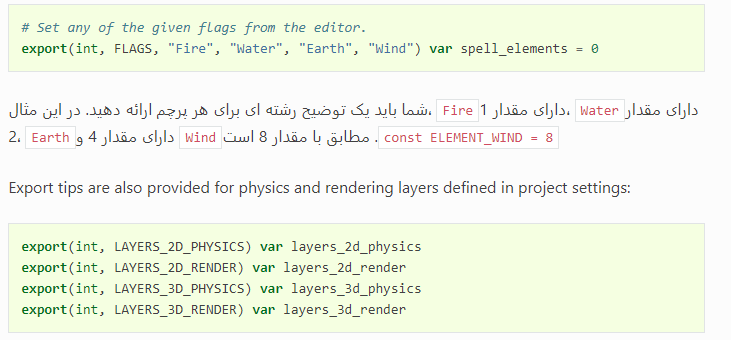 # Set any of the given flags from the editor.
export(int, FLAGS, "Fire", "Water", "Earth", "Wind") var spell_elements = 0
شما باید یک توضیح رشته ای برای هر پرچم ارائه دهید. در این مثال، Fire دارای مقدار 1، Water دارای مقدار
2، Earth دارای مقدار 4 و Wind مطابق با مقدار 8 است. const ELEMENT_WIND = 8
Export tips are also provided for physics and rendering layers defined in project settings:
export(int, LAYERS_2D_PHYSICS) var layers_2d_physics
export(int, LAYERS_2D_RENDER) var layers_2d_render
export(int, LAYERS_3D_PHYSICS) var layers_3d_physics
export(int, LAYERS_3D_RENDER) var layers_3d_render